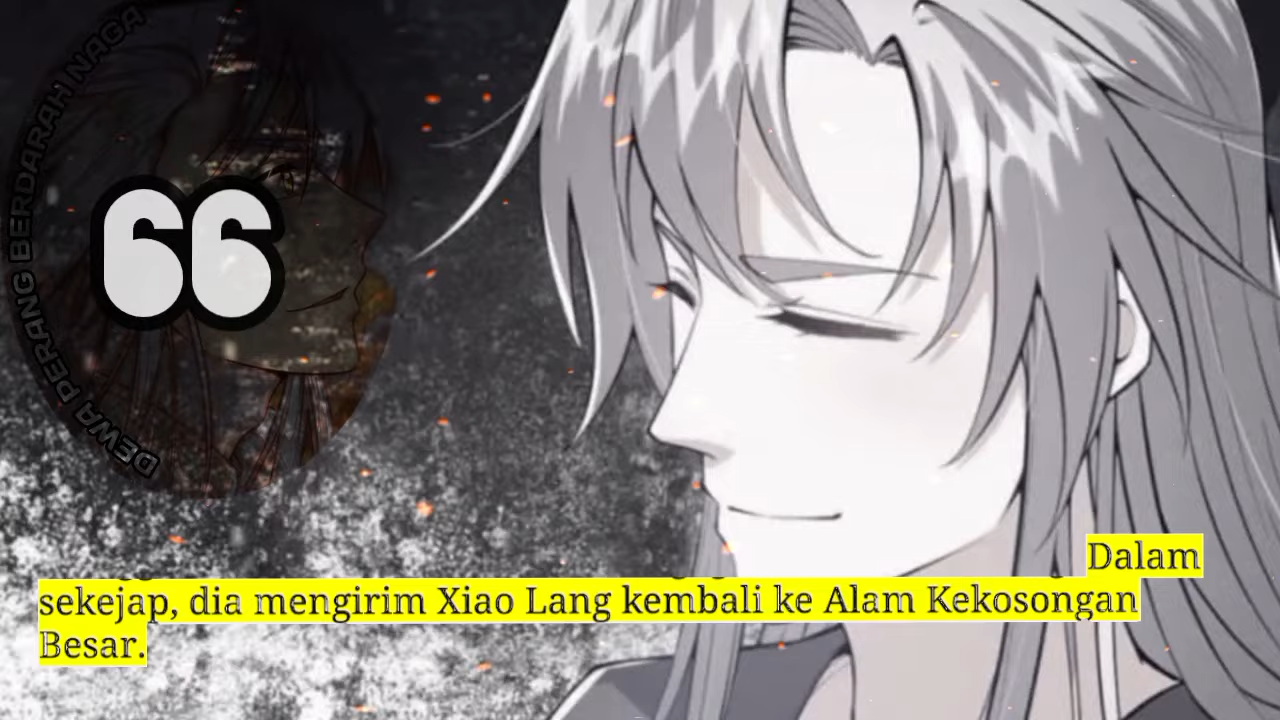 DEWA PERANG BERDARAH NAGA
66
Dalam
sekejap, dia mengirim Xiao Lang kembali ke Alam Kekosongan
Besar.